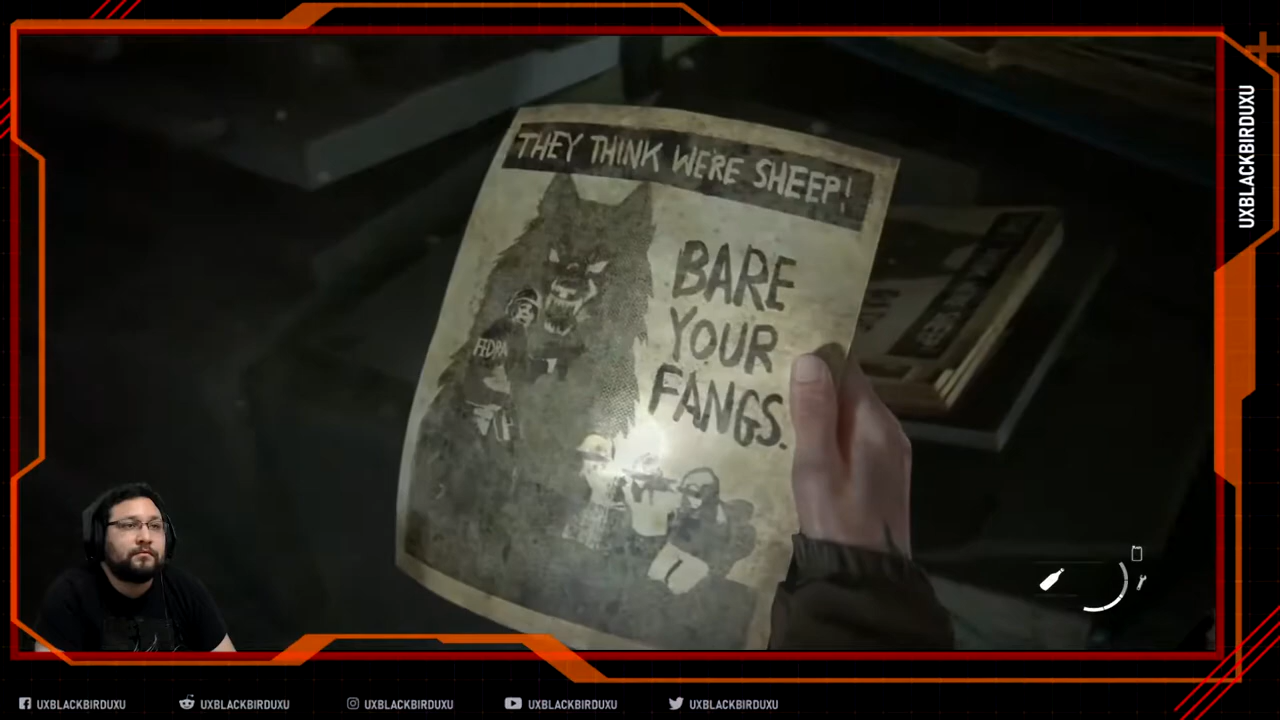 THEY THINK WE'RE SHEEP!
BARE
YOUR
FANGS.
FEDRA
UXBLACKBIRDUXU
UXBLACKBIRDUXU
UXBLACKBIRDUXU
UXBLACKBIRDUXU
UXBLACKBIRDUXU
UXBLACKBIRDUXU